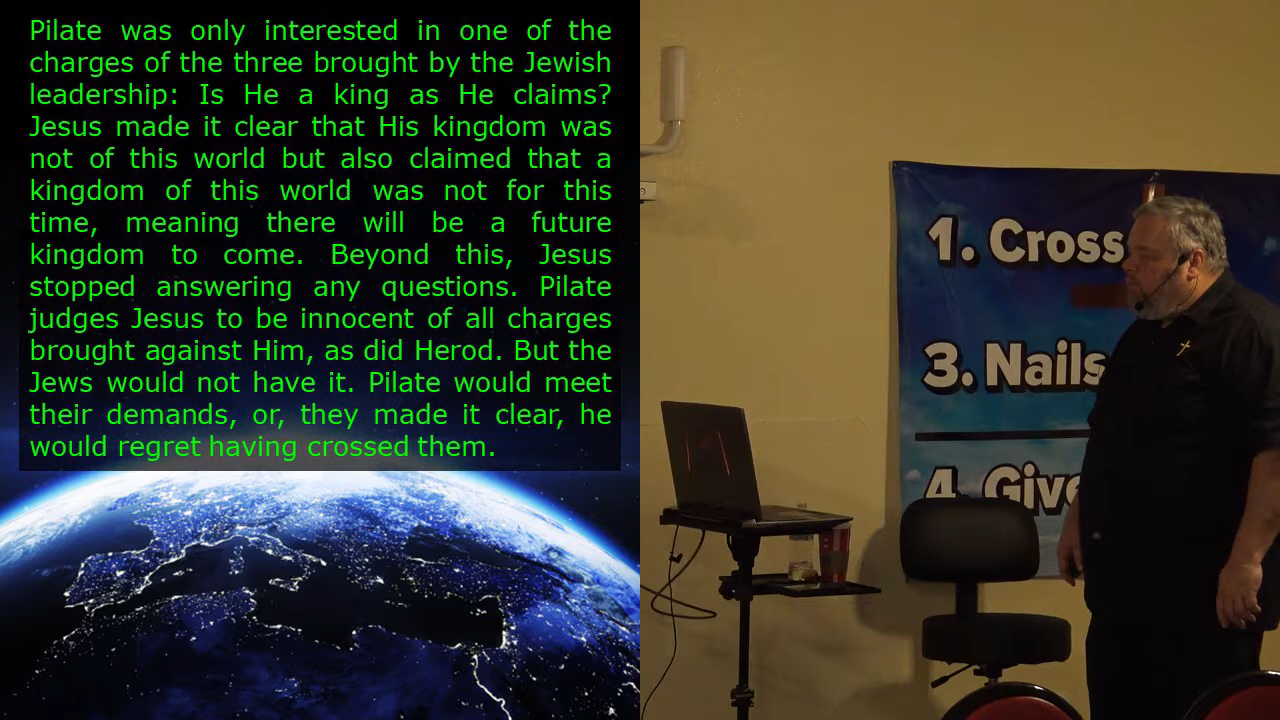 Pilate was only interested in one of the
charges of the three brought by the Jewish
leadership: Is He a king as He claims?
Jesus made it clear that His kingdom was
not of this world but also claimed that a
kingdom of this world was not for this
time, meaning there will be a future
kingdom to come. Beyond this, Jesus
stopped answering any questions. Pilate
judges Jesus to be innocent of all charges
brought against Him, as did Herod. But the
Jews would not have it. Pilate would meet
their demands, or, they made it clear, he
would regret having crossed them.
1. Cross
3. Nails
4. Give